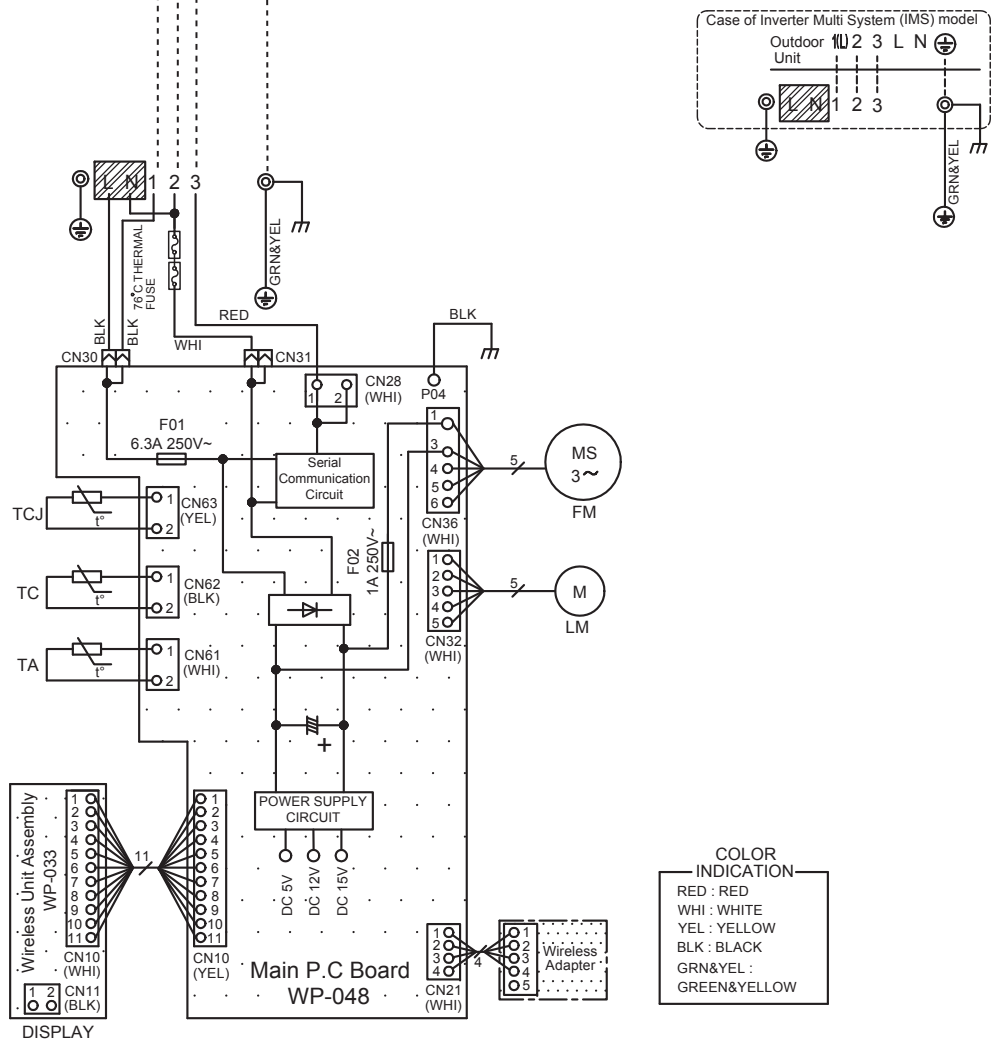 Case of Inverter Multi System (IMS) model
Outdoor Unit
1(L) 2 3 L N
L N 1 2 3
GRN&YEL
L N 1 2 3
76°C THERMAL
FUSE
GRN&YEL
BLK
BLK
WHI
RED
BLK
CN30
CN31
CN28
(WHI)
1 2
P04
F01
6.3A 250V~
Serial
Communication
Circuit
1
3
4
5
6
CN36
(WHI)
5
MS
3~
FM
TCJ
t°
1
2
CN63
(YEL)
F02
1A 250V~
TC
t°
1
2
CN62
(BLK)
1
2
3
4
5
CN32
(WHI)
5
M
LM
TA
t°
1
2
CN61
(WHI)
+
POWER SUPPLY
CIRCUIT
DC 5V
DC 12V
DC 15V
Wireless Unit Assembly
WP-033
1
2
3
4
5
6
7
8
9
10
11
CN10
(WHI)
11
1
2
3
4
5
6
7
8
9
10
11
CN10
(YEL)
1 2
CN11
(BLK)
DISPLAY
Main P.C Board
WP-048
1
2
3
4
CN21
(WHI)
4
1
2
3
4
5
Wireless
Adapter
COLOR
INDICATION
RED : RED
WHI : WHITE
YEL : YELLOW
BLK : BLACK
GRN&YEL :
GREEN&YELLOW